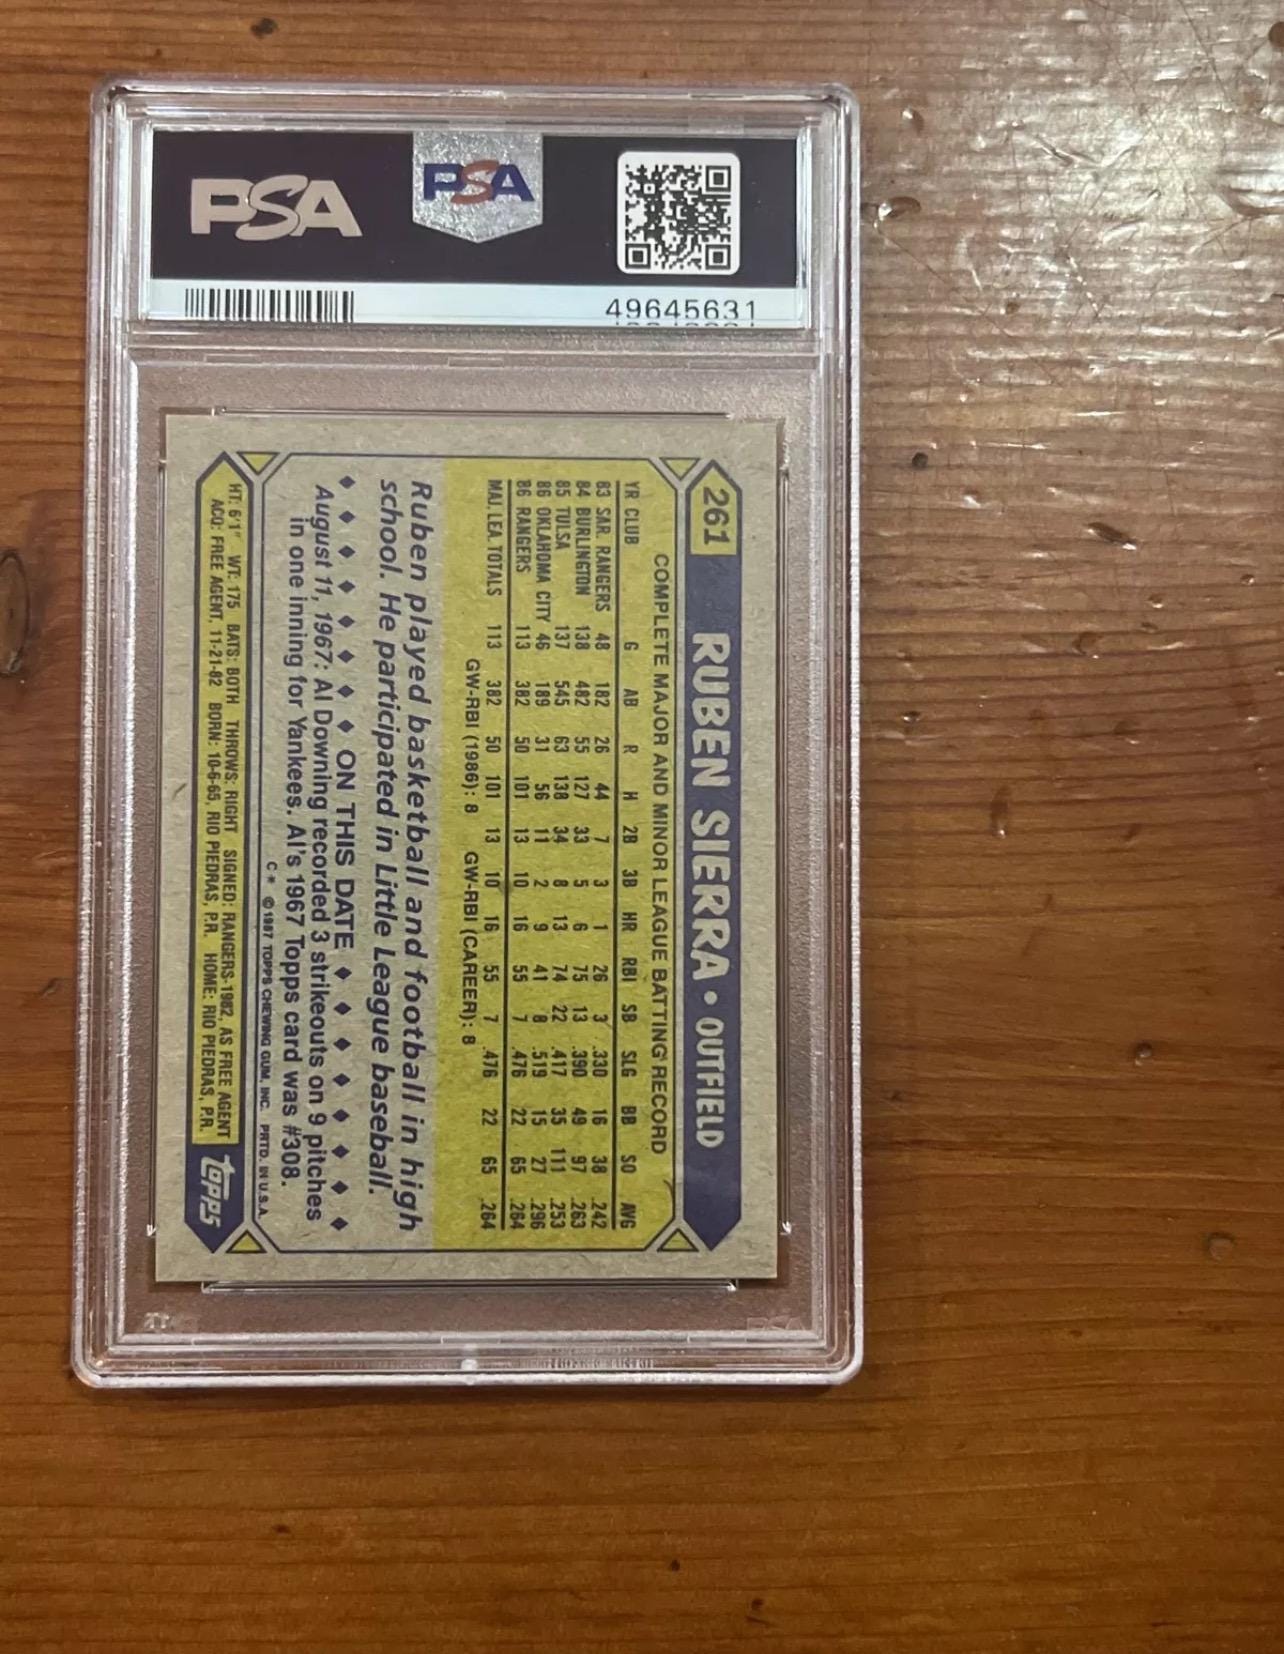 PSA
PSA
49645631
261 RUBEN SIERRA • OUTFIELD
COMPLETE MAJOR AND MINOR LEAGUE BATTING RECORD
YR CLUB G AB R H 2B 3B HR RBI SB SLG BB SO AVG
83 SAR. RANGERS 48 182 26 44 7 3 1 26 3 .330 16 38 .242
84 BURLINGTON 138 482 55 127 33 5 6 75 13 .390 49 97 .263
85 TULSA 137 545 63 138 34 8 13 74 22 .417 35 111 .253
86 OKLAHOMA CITY 46 189 31 56 11 2 9 41 8 .519 15 27 .296
86 RANGERS 113 382 50 101 13 10 16 55 7 .476 22 65 .264
MAJ. LEA. TOTALS 113 382 50 101 13 10 16 55 7 .476 22 65 .264
GW-RBI (1986): 8 GW-RBI (CAREER): 8
Ruben played basketball and football in high
school. He participated in Little League baseball.
♦ ♦ ♦ ♦ ♦ ♦ ♦ ♦ ON THIS DATE ♦ ♦ ♦ ♦ ♦ ♦ ♦ ♦
August 11, 1967: Al Downing recorded 3 strikeouts on 9 pitches
in one inning for Yankees. Al's 1967 Topps card was #308.
C* © 1987 TOPPS CHEWING GUM, INC. PRTD. IN U.S.A.
HT: 6'1" WT: 175 BATS: BOTH THROWS: RIGHT SIGNED: RANGERS-1982, AS FREE AGENT
ACQ: FREE AGENT, 11-21-82 BORN: 10-6-65, RIO PIEDRAS, P.R. HOME: RIO PIEDRAS, P.R.
TOPPS
PSA